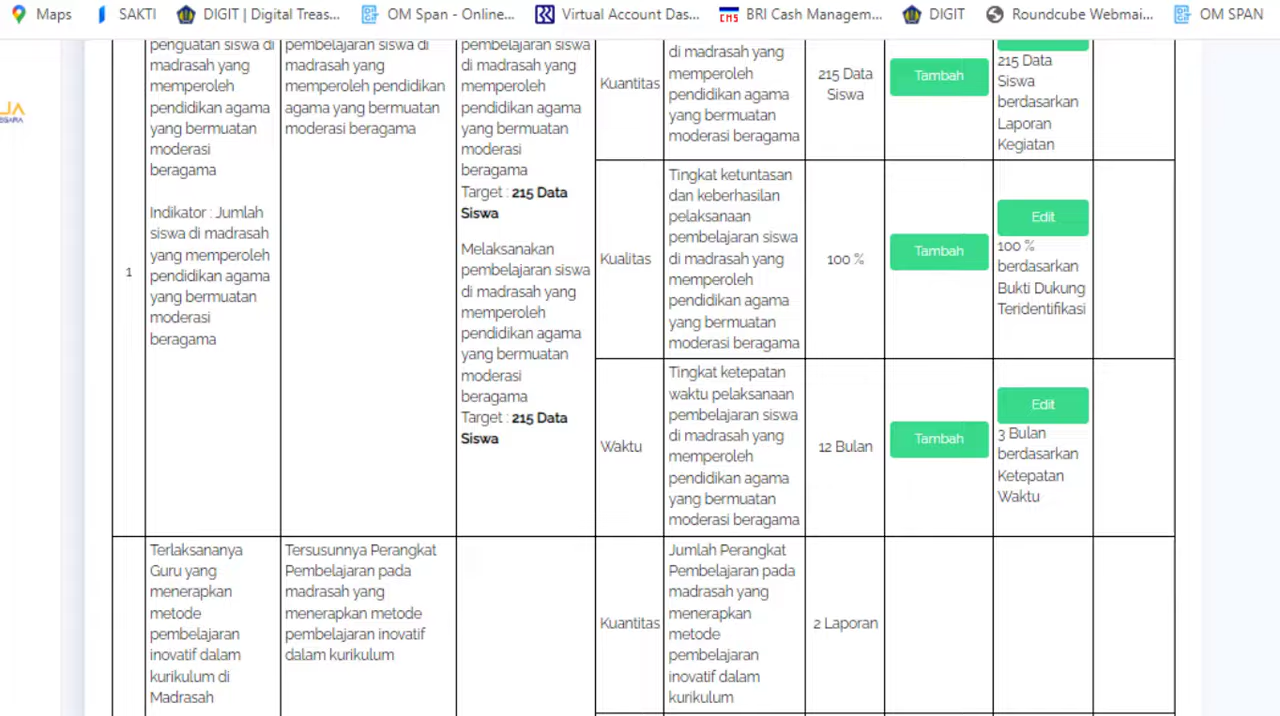 Maps
SAKTI
DIGIT | Digital Treas...
OM Span - Online...
Virtual Account Das...
BRI Cash Managem...
DIGIT
Roundcube Webmai...
OM SPAN
penguatan siswa di
madrasah yang
memperoleh
pendidikan agama
yang bermuatan
moderasi
beragama
Indikator : Jumlah
siswa di madrasah
yang memperoleh
pendidikan agama
yang bermuatan
moderasi
beragama
1
pembelajaran siswa di
madrasah yang
memperoleh pendidikan
agama yang bermuatan
moderasi beragama
pembelajaran siswa
di madrasah yang
memperoleh
pendidikan agama
yang bermuatan
moderasi
beragama
Target : 215 Data
Siswa
Melaksanakan
pembelajaran siswa
di madrasah yang
memperoleh
pendidikan agama
yang bermuatan
moderasi
beragama
Target : 215 Data
Siswa
Kuantitas
di madrasah yang
memperoleh
pendidikan agama
yang bermuatan
moderasi beragama
215 Data
Siswa
Tambah
215 Data
Siswa
berdasarkan
Laporan
Kegiatan
Kualitas
Tingkat ketuntasan
dan keberhasilan
pelaksanaan
pembelajaran siswa
di madrasah yang
memperoleh
pendidikan agama
yang bermuatan
moderasi beragama
100 %
Tambah
Edit
100 %
berdasarkan
Bukti Dukung
Teridentifikasi
Waktu
Tingkat ketepatan
waktu pelaksanaan
pembelajaran siswa
di madrasah yang
memperoleh
pendidikan agama
yang bermuatan
moderasi beragama
12 Bulan
Tambah
Edit
3 Bulan
berdasarkan
Ketepatan
Waktu
Terlaksananya
Guru yang
menerapkan
metode
pembelajaran
inovatif dalam
kurikulum di
Madrasah
Tersusunnya Perangkat
Pembelajaran pada
madrasah yang
menerapkan metode
pembelajaran inovatif
dalam kurikulum
Kuantitas
Jumlah Perangkat
Pembelajaran pada
madrasah yang
menerapkan
metode
pembelajaran
inovatif dalam
kurikulum
2 Laporan